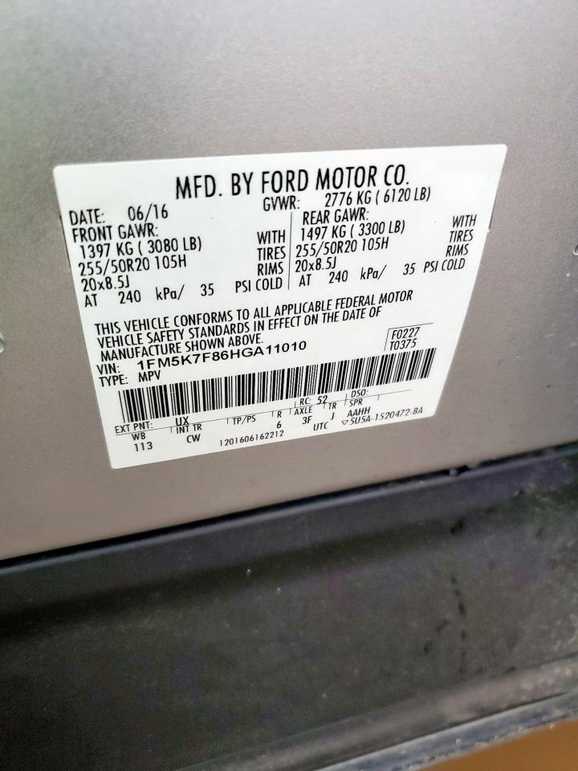 MFD. BY FORD MOTOR CO.
DATE: 06/16
GVWR: 2776 KG ( 6120 LB)
FRONT GAWR:
1397 KG ( 3080 LB) WITH
255/50R20 105H TIRES
20x8.5J RIMS
AT 240 kPa/ 35 PSI COLD
REAR GAWR:
1497 KG ( 3300 LB) WITH
255/50R20 105H TIRES
20x8.5J RIMS
AT 240 kPa/ 35 PSI COLD
THIS VEHICLE CONFORMS TO ALL APPLICABLE FEDERAL MOTOR
VEHICLE SAFETY STANDARDS IN EFFECT ON THE DATE OF
MANUFACTURE SHOWN ABOVE.
VIN: 1FM5K7F86HGA11010
TYPE: MPV
F0227
T0375
EXT PNT: UX RC: 52 DSO:
WB INT TR TP/PS R AXLE TR SPR
113 CW 6 3F J AAHH
1201606162212 UTC ▽5U5A-1520472-BA